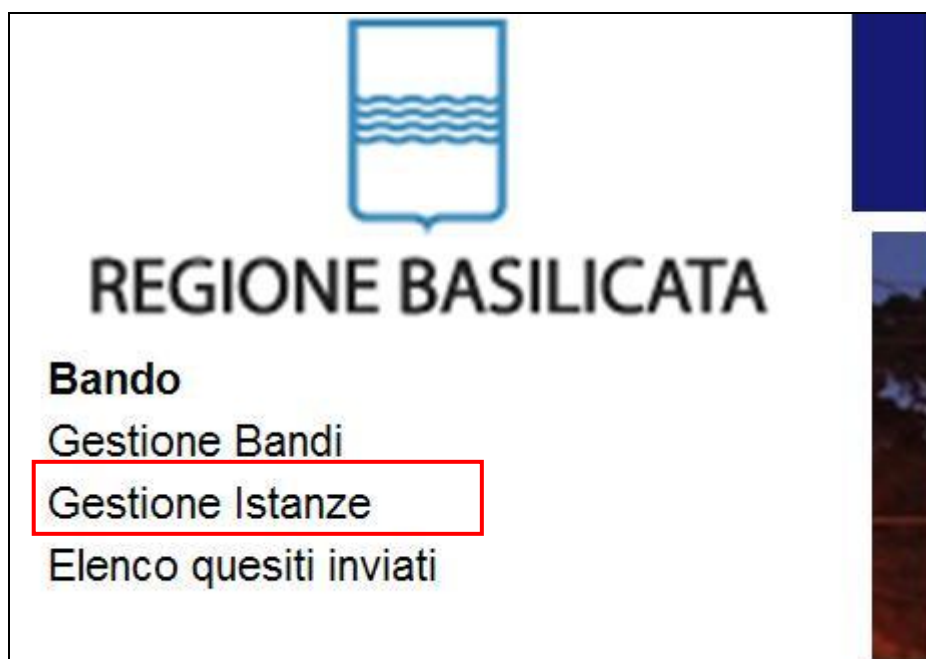 REGIONE BASILICATA
Bando
Gestione Bandi
Gestione Istanze
Elenco quesiti inviati